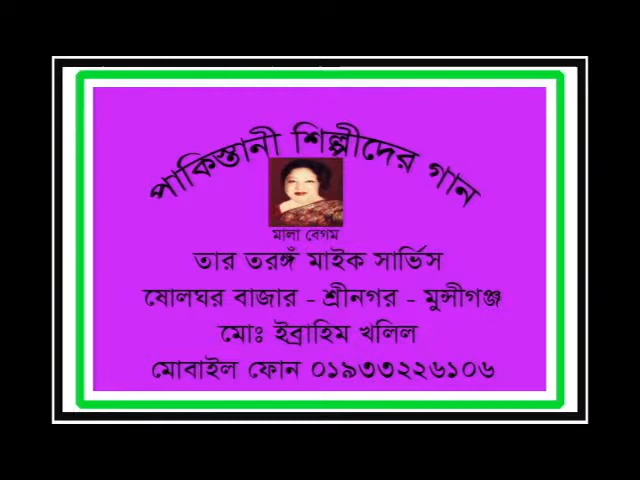 পাকিস্তানী শিল্পীদের গান
মালা বেগম
তার তরঙ্গঁ মাইক সার্ভিস
ষোলঘর বাজার - শ্রীনগর - মুন্সীগঞ্জ
মোঃ ইব্রাহিম খলিল
মোবাইল ফোন ০১৯৩৩২২৬১০৬